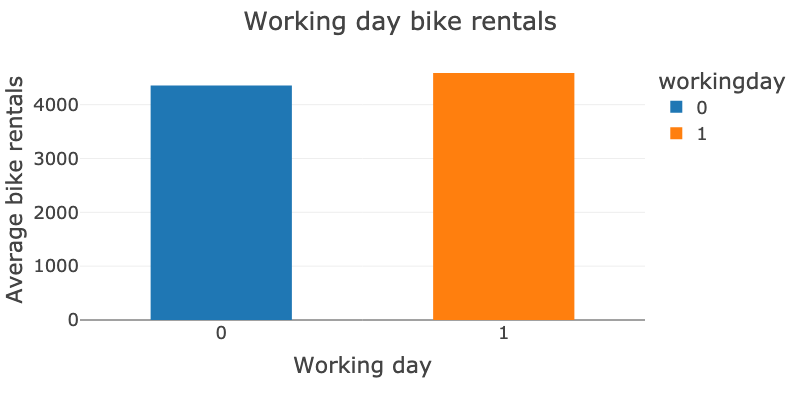 Working day bike rentals
Average bike rentals
4000
3000
2000
1000
0
0
1
Working day
workingday
0
1